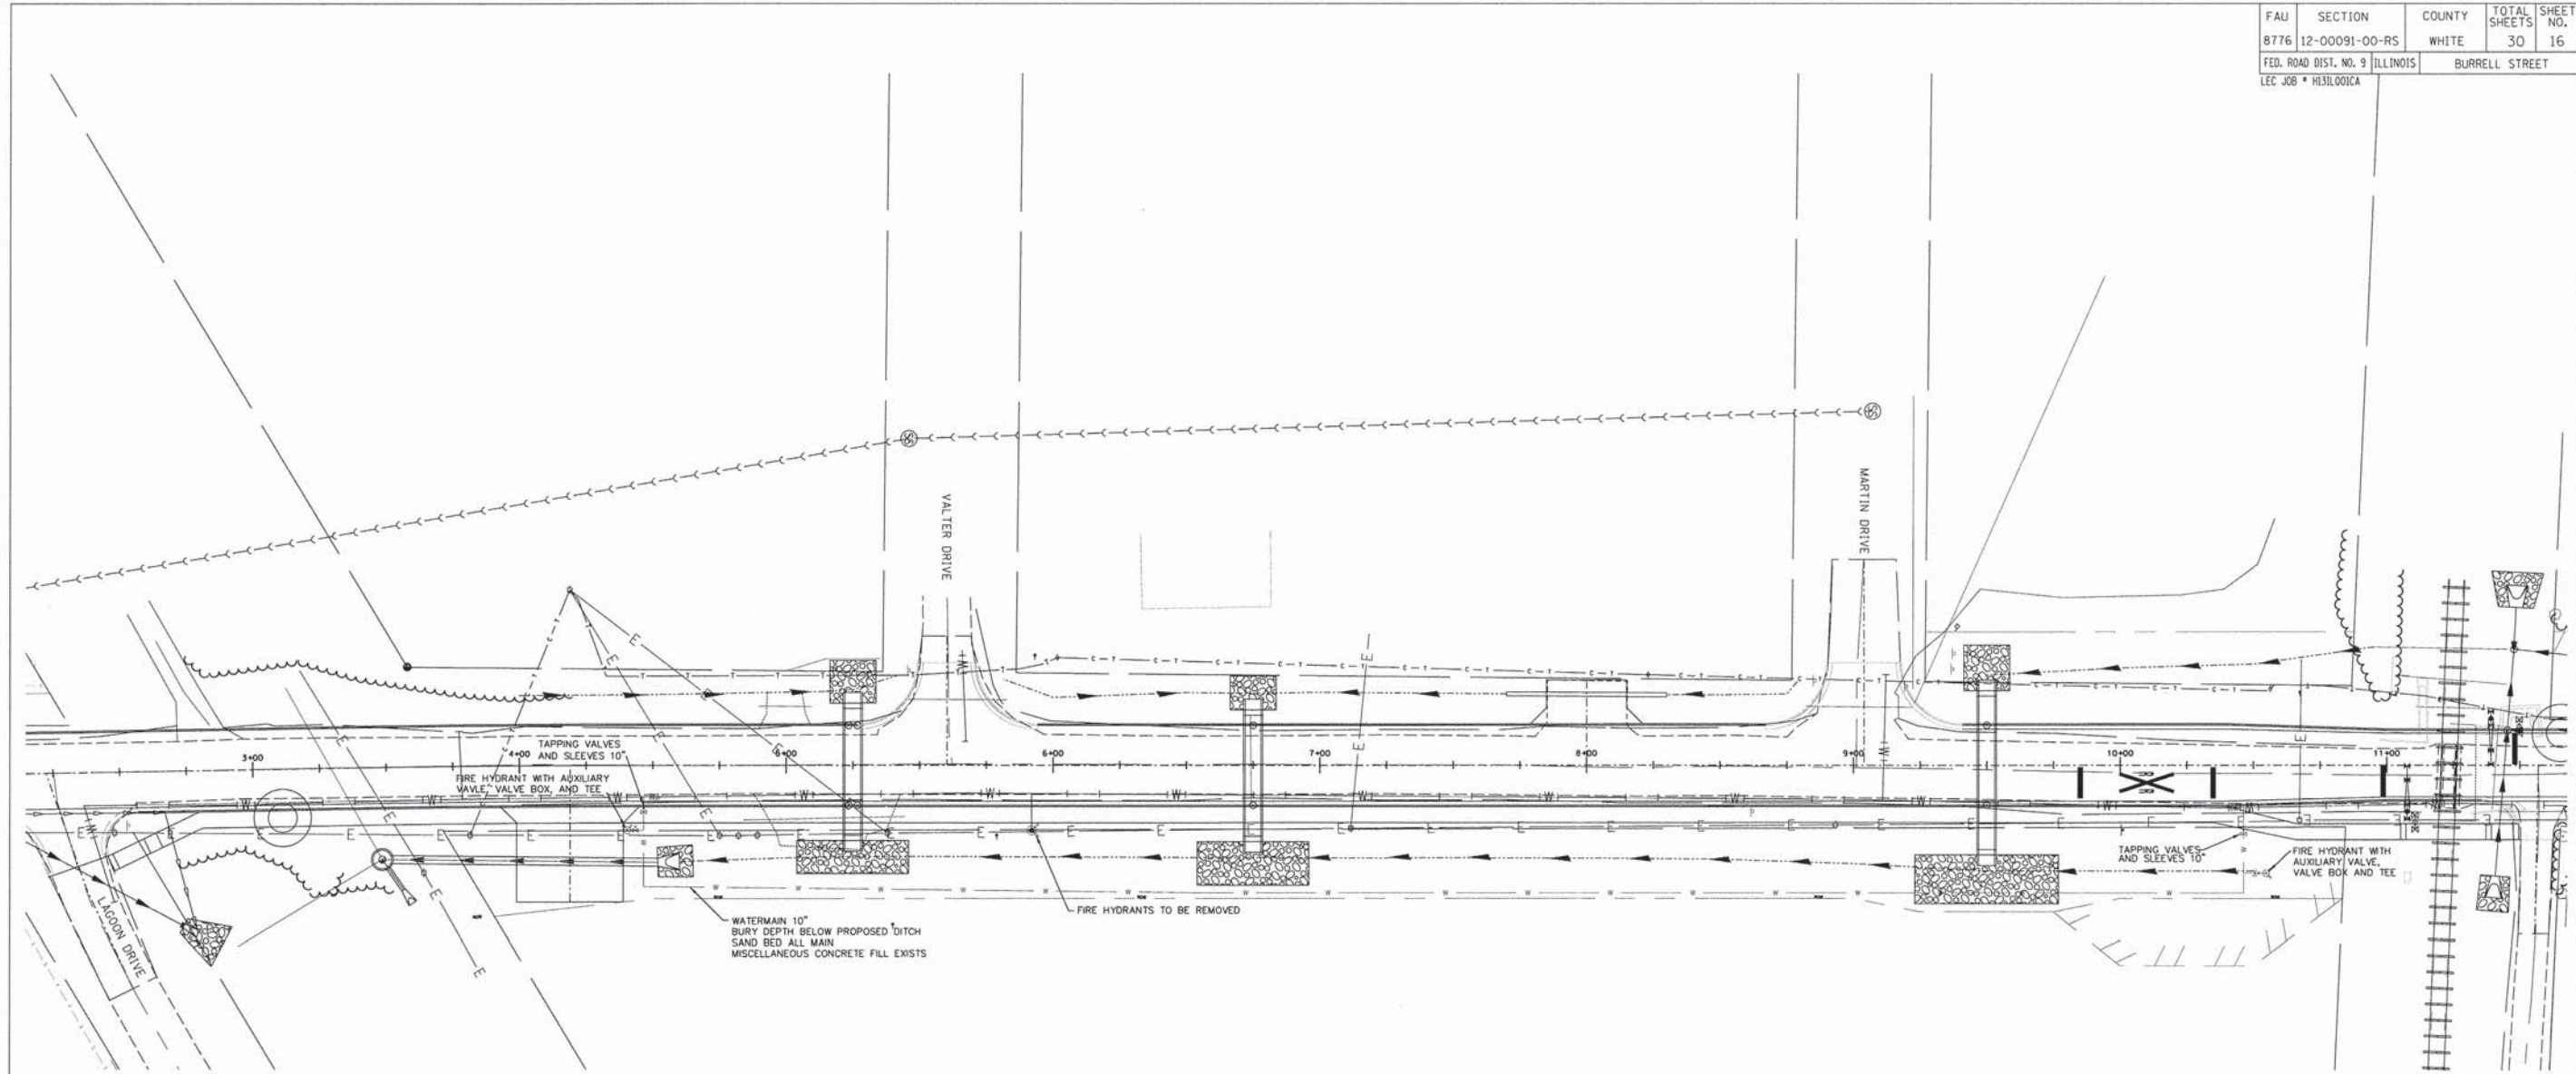 FAU SECTION COUNTY TOTAL SHEETS SHEET NO.
8776 12-00091-00-RS WHITE 30 16
FED. ROAD DIST. NO. 9 ILLINOIS BURRELL STREET
LEC JOB # H131L001CA
VALTER DRIVE
MARTIN DRIVE
TAPPING VALVES
AND SLEEVES 10"
3+00 4+00 6+00 6+00 7+00 8+00 9+00 10+00 11+00
FIRE HYDRANT WITH AUXILIARY
VAVLE, VALVE BOX, AND TEE
RR
TAPPING VALVES
AND SLEEVES 10"
FIRE HYDRANT WITH
AUXILIARY VALVE,
VALVE BOX AND TEE
LAGOON DRIVE
FIRE HYDRANTS TO BE REMOVED
WATERMAIN 10"
BURY DEPTH BELOW PROPOSED DITCH
SAND BED ALL MAIN
MISCELLANEOUS CONCRETE FILL EXISTS